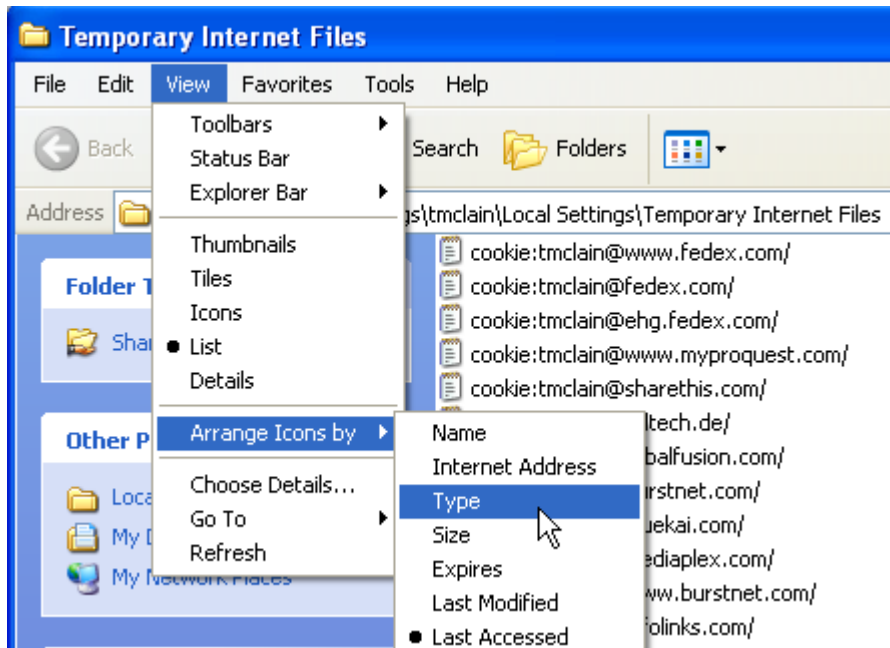 Temporary Internet Files
File Edit View Favorites Tools Help
Back Search Folders
Address \tmclain\Local Settings\Temporary Internet Files
Toolbars
Status Bar
Explorer Bar
Thumbnails
Tiles
Icons
List
Details
Arrange Icons by
Choose Details...
Go To
Refresh
Folder
Other
My Network Places
Name
Internet Address
Type
Size
Expires
Last Modified
Last Accessed
cookie:tmclain@www.fedex.com/
cookie:tmclain@fedex.com/
cookie:tmclain@ehg.fedex.com/
cookie:tmclain@www.myproquest.com/
cookie:tmclain@sharethis.com/
ltech.de/
balfusion.com/
rstnet.com/
uekai.com/
ediaplex.com/
ww.burstnet.com/
folinks.com/